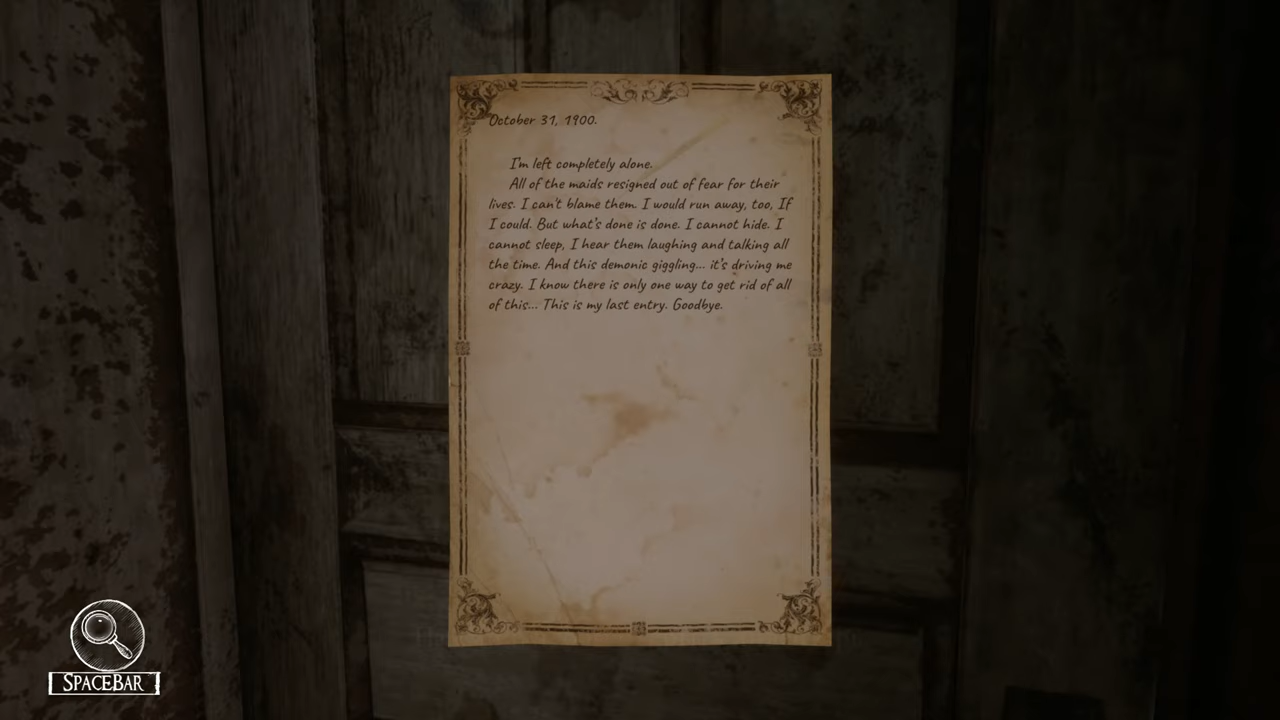 October 31, 1900.
I'm left completely alone.
All of the maids resigned out of fear for their
lives. I can't blame them. I would run away, too, If
I could. But what's done is done. I cannot hide. I
cannot sleep, I hear them laughing and talking all
the time. And this demonic giggling... it's driving me
crazy. I know there is only one way to get rid of all
of this... This is my last entry. Goodbye.
SPACEBAR